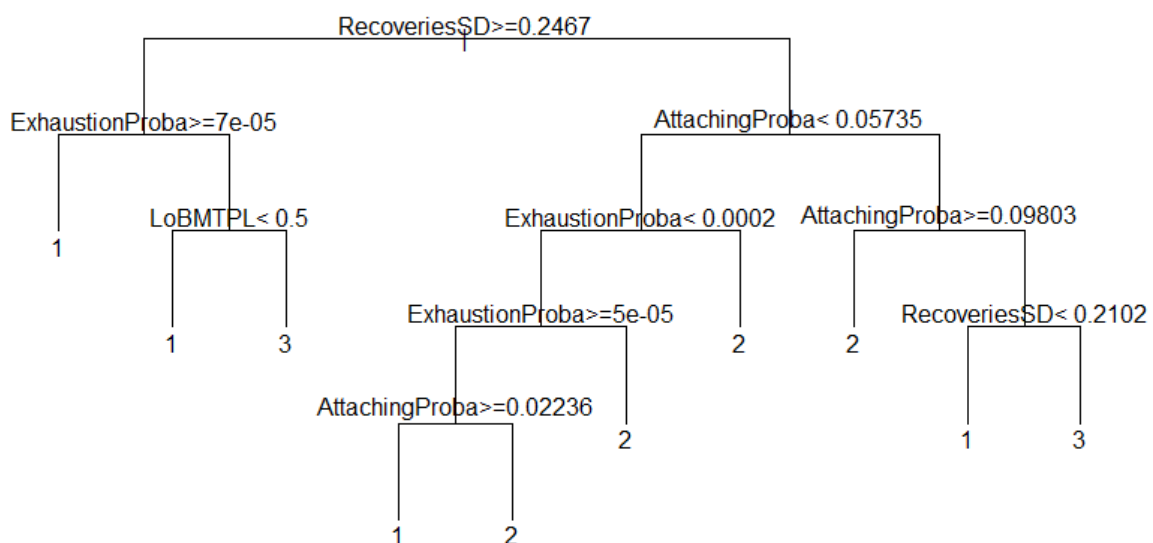 RecoveriesSD>=0.2467
ExhaustionProba>=7e-05
AttachingProba< 0.05735
1
LoBMTPL< 0.5
ExhaustionProba< 0.0002
AttachingProba>=0.09803
1
3
ExhaustionProba>=5e-05
2
2
RecoveriesSD< 0.2102
AttachingProba>=0.02236
2
1
3
1
2